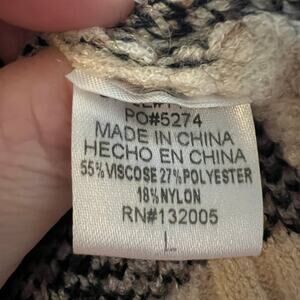 PO#5274
MADE IN CHINA
HECHO EN CHINA
55%VISCOSE 27%POLYESTER
18%NYLON
RN#132005
L